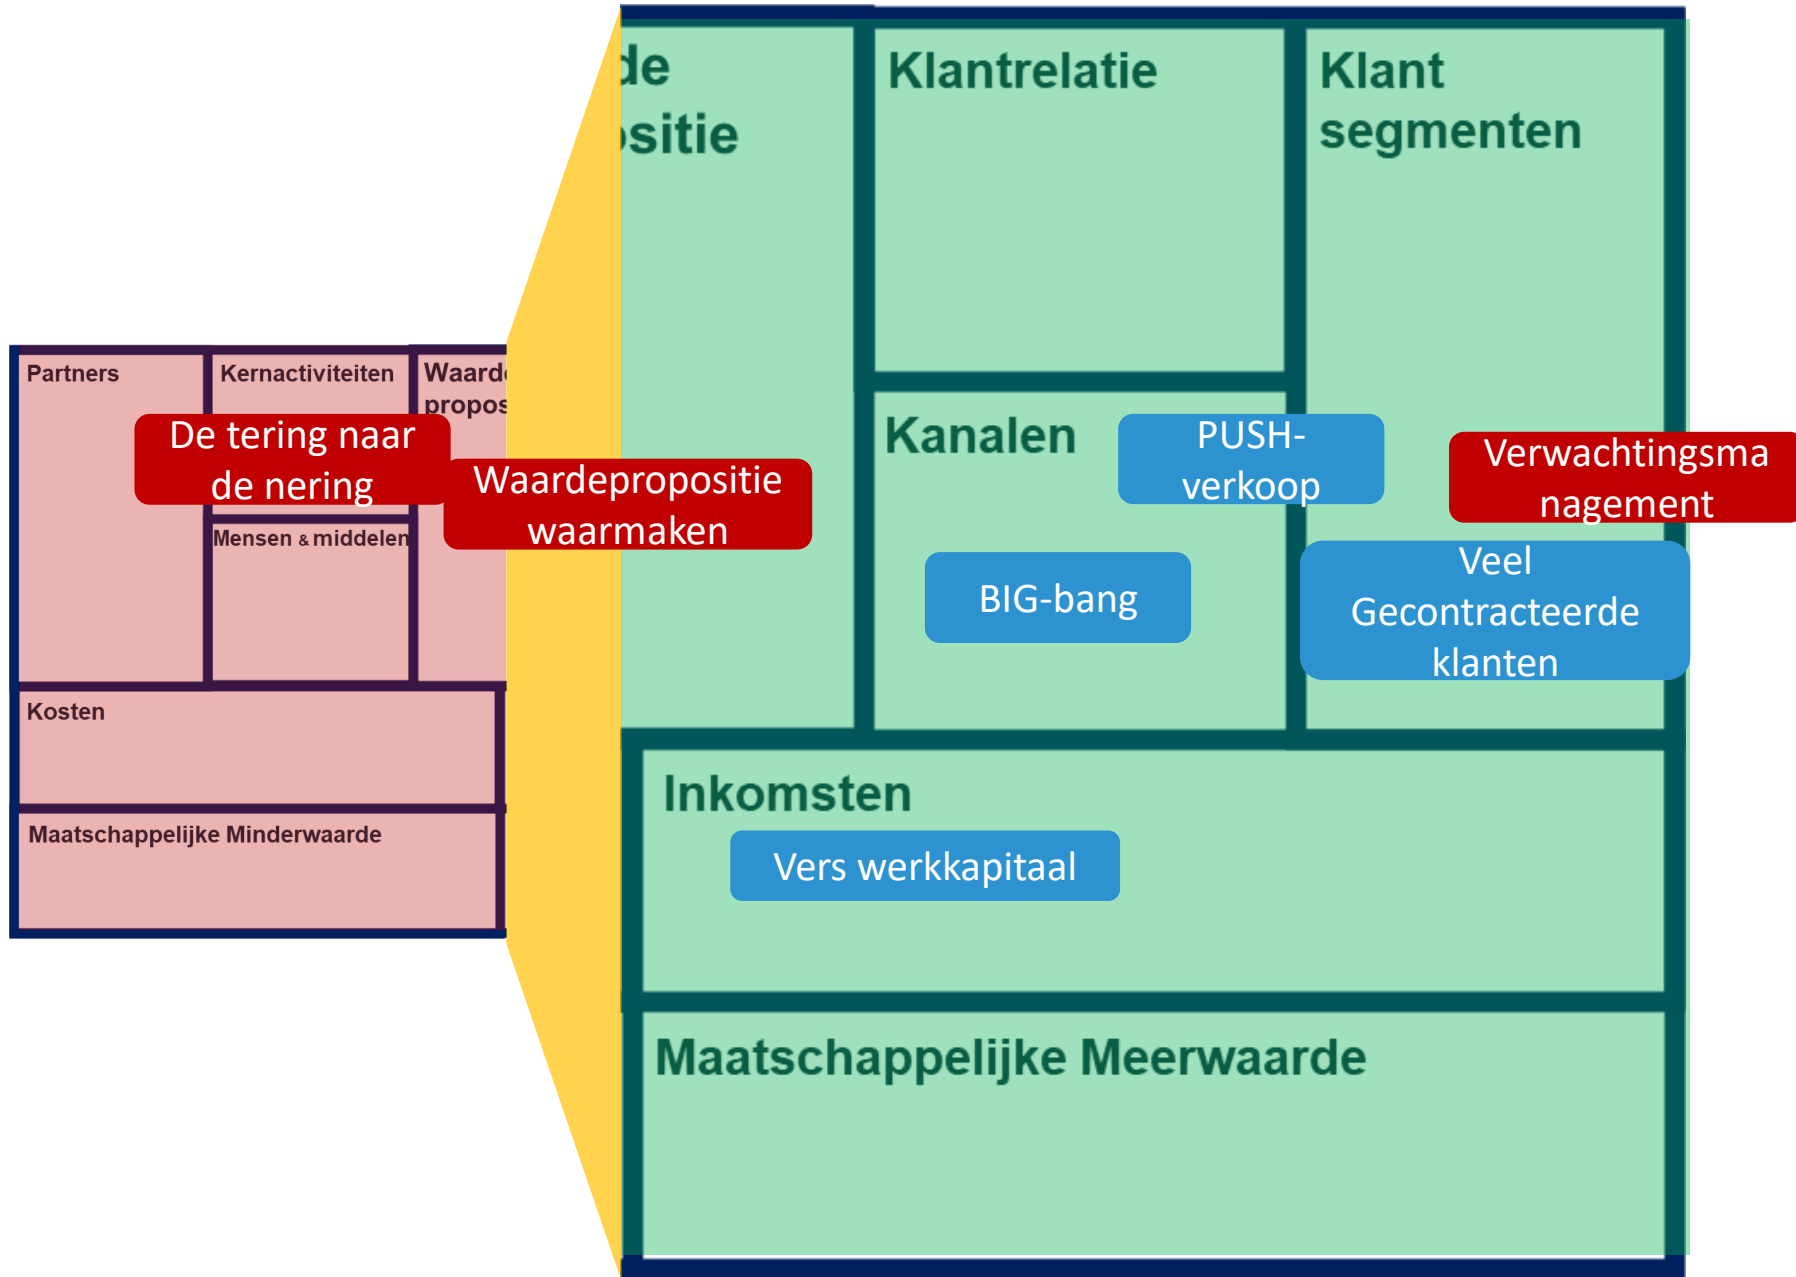 Partners
Kernactiviteiten
Waarde
propos
De tering naar
de nering
Mensen & middelen
Kosten
Maatschappelijke Minderwaarde
Waardepropositie
waarmaken
de
ositie
Klantrelatie
Klant
segmenten
Kanalen
PUSH-
verkoop
BIG-bang
Verwachtingsma
nagement
Veel
Gecontracteerde
klanten
Inkomsten
Vers werkkapitaal
Maatschappelijke Meerwaarde